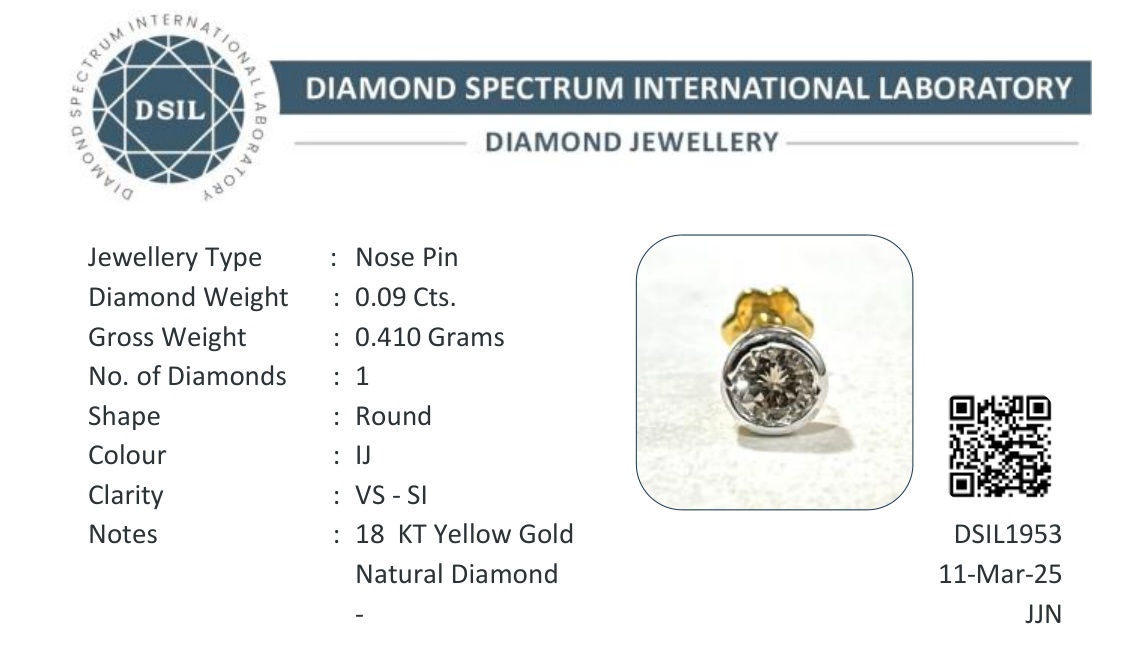 DIAMOND SPECTRUM INTERNATIONAL LABORATORY
DSIL
DIAMOND SPECTRUM INTERNATIONAL LABORATORY
DIAMOND JEWELLERY
Jewellery Type : Nose Pin
Diamond Weight : 0.09 Cts.
Gross Weight : 0.410 Grams
No. of Diamonds : 1
Shape : Round
Colour : IJ
Clarity : VS - SI
Notes : 18 KT Yellow Gold
Natural Diamond
-
DSIL1953
11-Mar-25
JJN